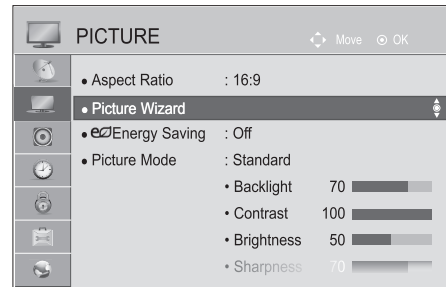 PICTURE
Move OK
• Aspect Ratio : 16:9
• Picture Wizard
• Energy Saving : Off
• Picture Mode : Standard
• Backlight 70
• Contrast 100
• Brightness 50
• Sharpness 70